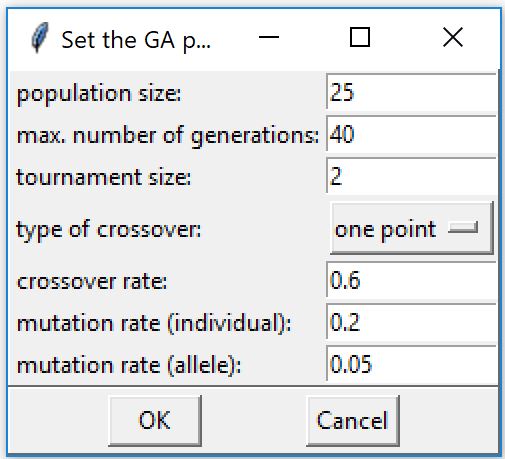 Set the GA p...
population size: 25
max. number of generations: 40
tournament size: 2
type of crossover: one point
crossover rate: 0.6
mutation rate (individual): 0.2
mutation rate (allele): 0.05
OK Cancel